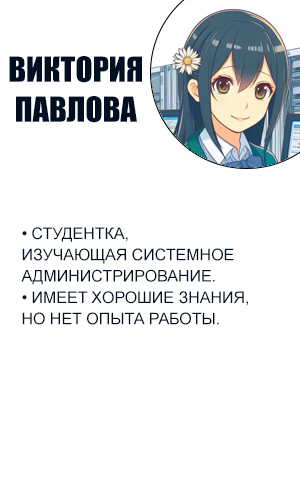 ВИКТОРИЯ
ПАВЛОВА
• СТУДЕНТКА,
ИЗУЧАЮЩАЯ СИСТЕМНОЕ
АДМИНИСТРИРОВАНИЕ.
• ИМЕЕТ ХОРОШИЕ ЗНАНИЯ,
НО НЕТ ОПЫТА РАБОТЫ.